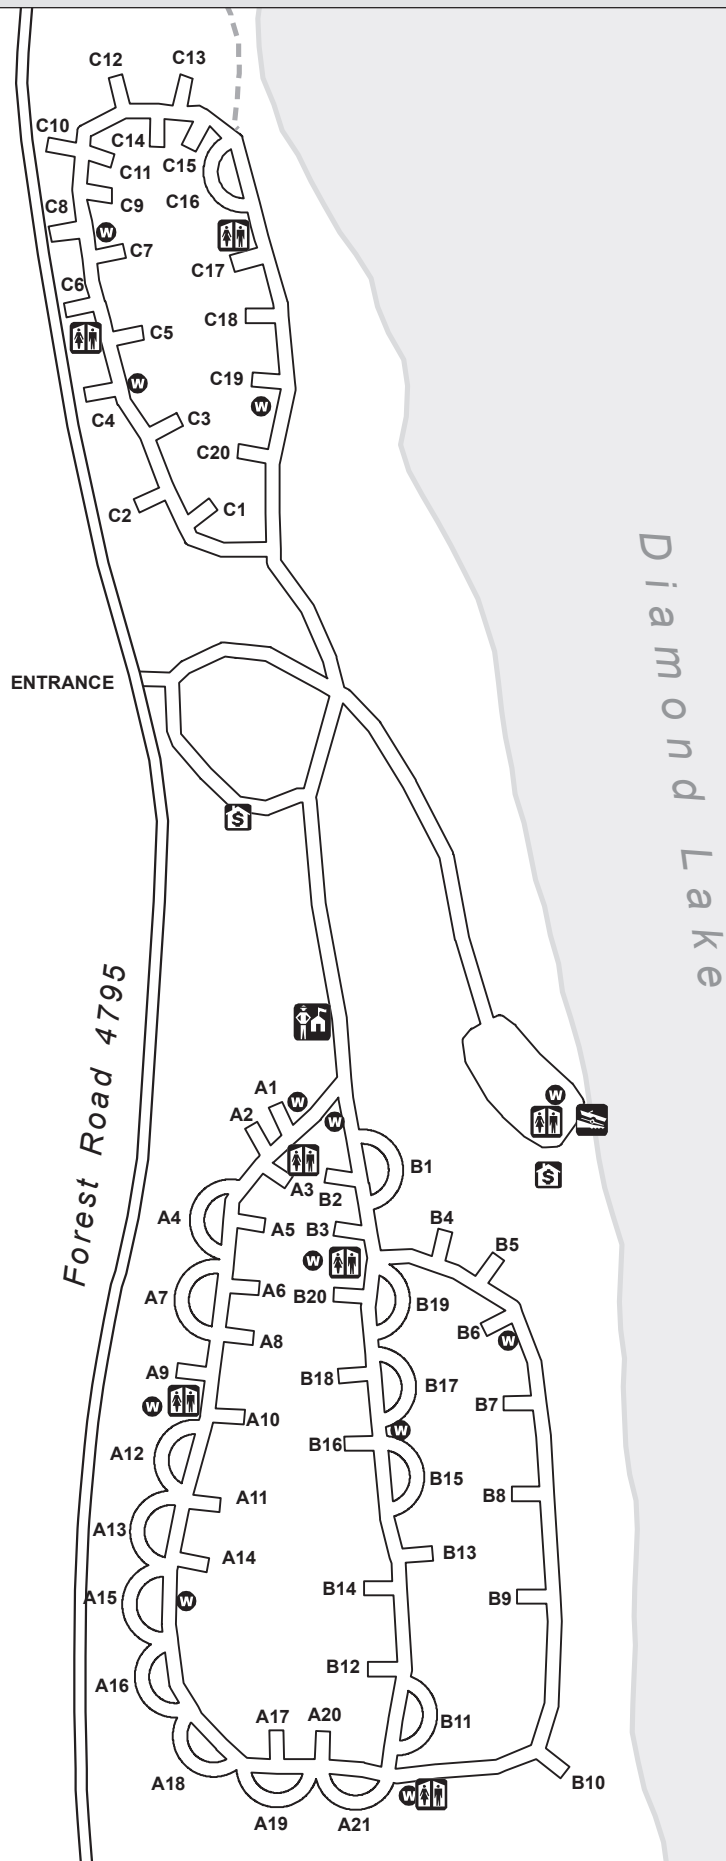 C12
C13
C10
C14
C15
C11
C16
C9
C8
W
C7
C17
C6
C18
C5
C19
W
W
C4
C3
C20
C2
C1
Diamond Lake
ENTRANCE
$
Forest Road 4795
A1
W
W
A2
W
B1
A3
B2
$
A4
A5
B3
B4
B5
W
A6
B20
A7
B19
B6
W
A8
A9
B18
B17
W
A10
B7
W
B16
A12
B15
A11
B8
A13
B13
A14
B14
A15
W
B9
B12
A16
A17
A20
B11
A18
B10
W
A19
A21